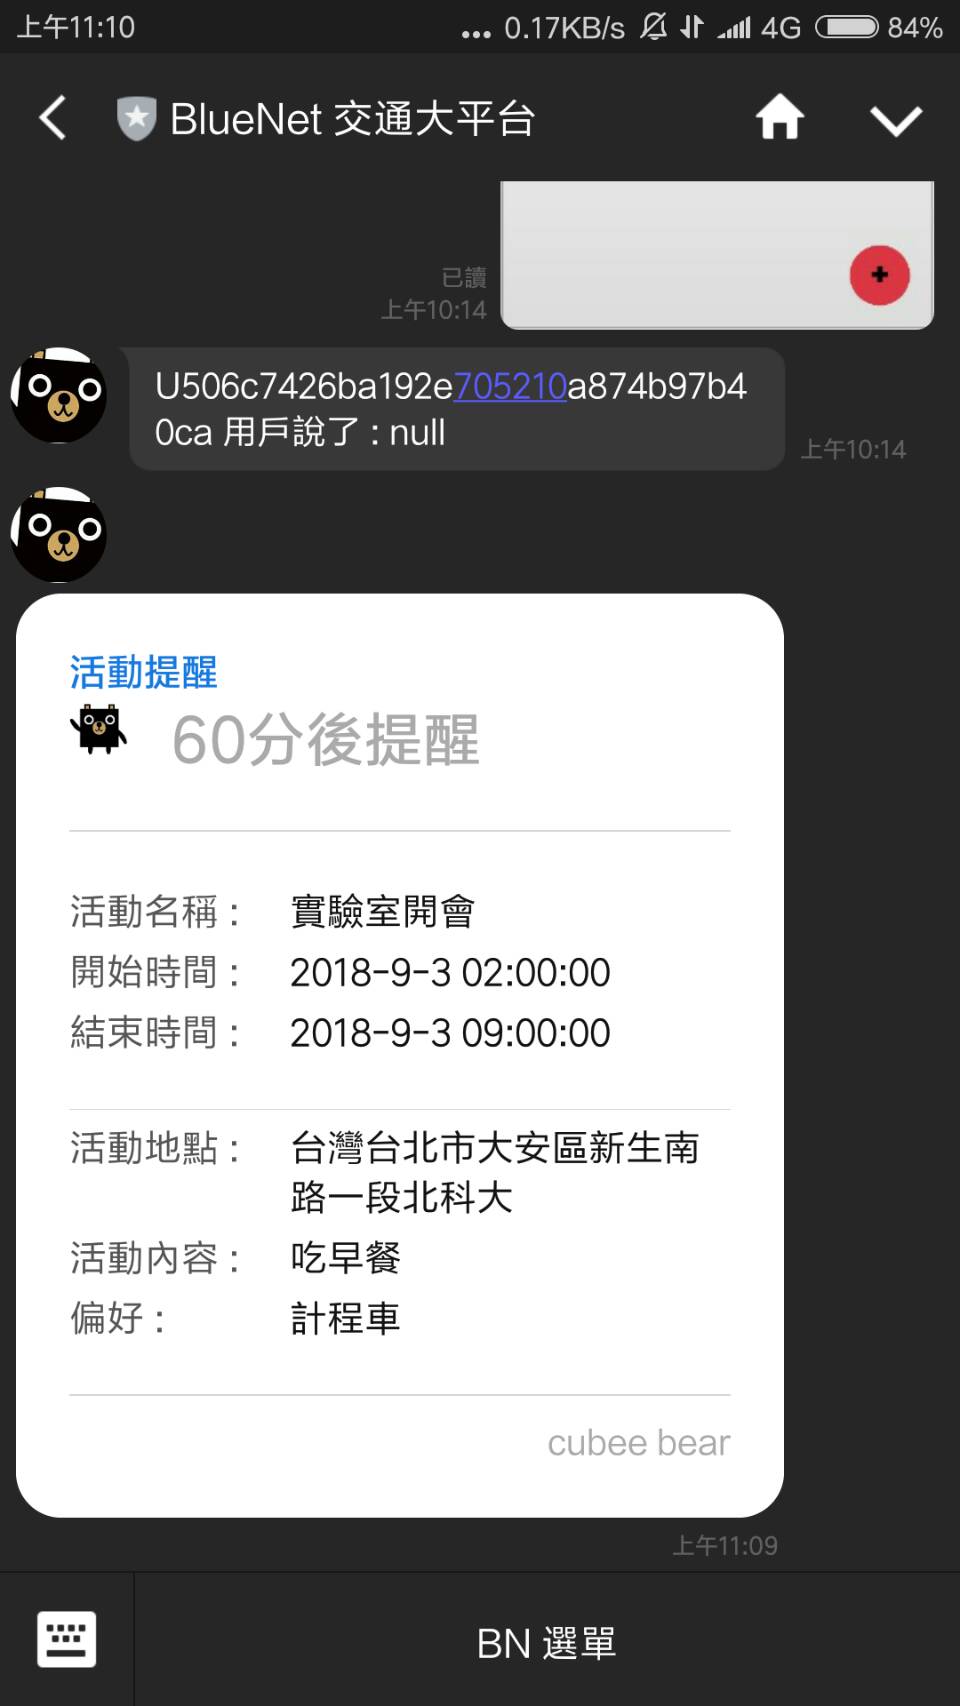 上午11:10
... 0.17KB/s 4G 84%
BlueNet 交通大平台
已讀
上午10:14
U506c7426ba192e705210a874b97b4
0ca 用戶說了 : null
上午10:14
活動提醒
60分後提醒
活動名稱 : 實驗室開會
開始時間 : 2018-9-3 02:00:00
結束時間 : 2018-9-3 09:00:00
活動地點 : 台灣台北市大安區新生南
路一段北科大
活動內容 : 吃早餐
偏好 : 計程車
cubee bear
上午11:09
BN 選單